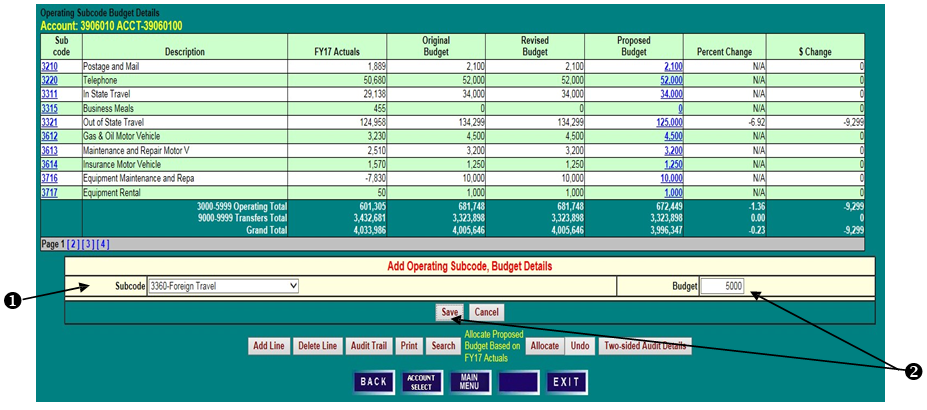 Operating Subcode Budget Details
Account: 3906010 ACCT-39060100
Sub code Description FY17 Actuals Original Budget Revised Budget Proposed Budget Percent Change $ Change
3210 Postage and Mail 1,889 2,100 2,100 2,100 N/A 0
3220 Telephone 50,680 52,000 52,000 52,000 N/A 0
3311 In State Travel 29,138 34,000 34,000 34,000 N/A 0
3315 Business Meals 455 0 0 0 N/A 0
3321 Out of State Travel 124,958 134,299 134,299 125,000 -6.92 -9,299
3612 Gas & Oil Motor Vehicle 3,230 4,500 4,500 4,500 N/A 0
3613 Maintenance and Repair Motor V 2,510 3,200 3,200 3,200 N/A 0
3614 Insurance Motor Vehicle 1,570 1,250 1,250 1,250 N/A 0
3716 Equipment Maintenance and Repa -7,830 10,000 10,000 10,000 N/A 0
3717 Equipment Rental 50 1,000 1,000 1,000 N/A 0
3000-5999 Operating Total 601,305 681,748 681,748 672,449 -1.36 -9,299
9000-9999 Transfers Total 3,432,681 3,323,898 3,323,898 3,323,898 0.00 0
Grand Total 4,033,986 4,005,646 4,005,646 3,996,347 -0.23 -9,299
Page 1 [ 2 ] [ 3 ] [ 4 ]
Add Operating Subcode, Budget Details
❶ Subcode 3360-Foreign Travel Budget 5000
Save Cancel
Add Line Delete Line Audit Trail Print Search Allocate Proposed Budget Based on FY17 Actuals Allocate Undo Two-sided Audit Details
❷
BACK ACCOUNT SELECT MAIN MENU EXIT